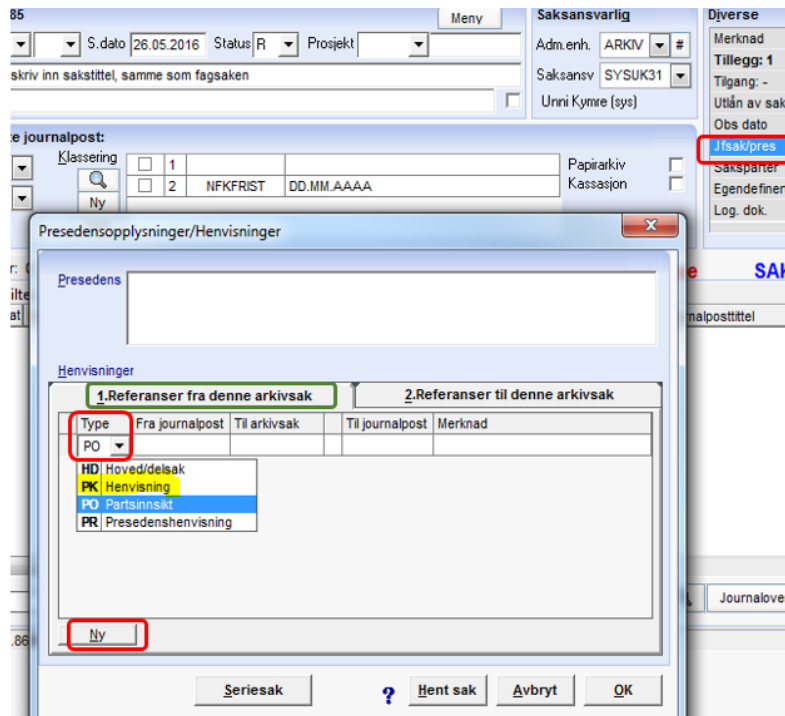 85 Meny Saksansvarlig Diverse
S.dato 26.05.2016 Status R Prosjekt Adm.enh. ARKIV # Merknad
Tillegg: 1
skriv inn sakstittel, samme som fagsaken Saksansv SYSUK31 Tilgang: -
Unni Kymre (sys) Utlån av sak
Obs dato
journalpost: Jfsak/pres
Klassering 1 Papirarkiv Saksparter
2 NFKFRIST DD.MM.AAAA Kassasjon Egendefiner
Ny Log. dok.
Presedensopplysninger/Henvisninger x
Presedens
SAK
posttittel
Henvisninger
1.Referanser fra denne arkivsak 2.Referanser til denne arkivsak
Type Fra journalpost Til arkivsak Til journalpost Merknad
PO
HD Hoved/delsak
PK Henvisning
PO Partsinnsikt
PR Presedenshenvisning
Journalove
Ny
.86
Seriesak ? Hent sak Avbryt OK